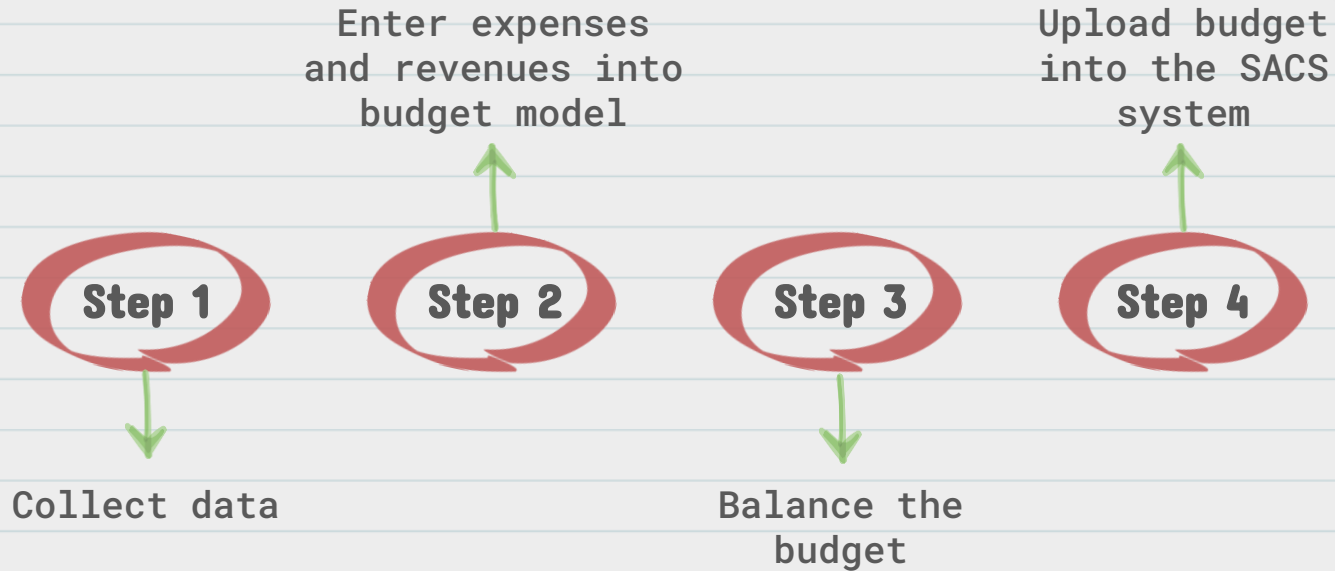 Enter expenses
and revenues into
budget model
Upload budget
into the SACS
system
Step 1
Step 2
Step 3
Step 4
Collect data
Balance the
budget